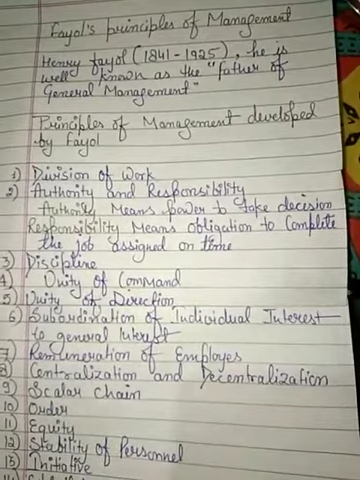 Fayol's principles of Management
Henry fayol (1841-1925), he is
well known as the "father of
General Management"
Principles of Management developed
by Fayol
1) Division of Work
2) Authority and Responsibility
Authority Means power to take decision
Responsibility Means obligation to Complete
the job assigned on time
3) Discipline
4) Unity of Command
5 Unity of Direction
6) Subordination of Individual Interest
to general Interest
7) Remuneration of Employes
8) Centralization and Decentralization
9) Scalar chain
10) Order
11) Equity
12) Stability of Personnel
13) Initiative